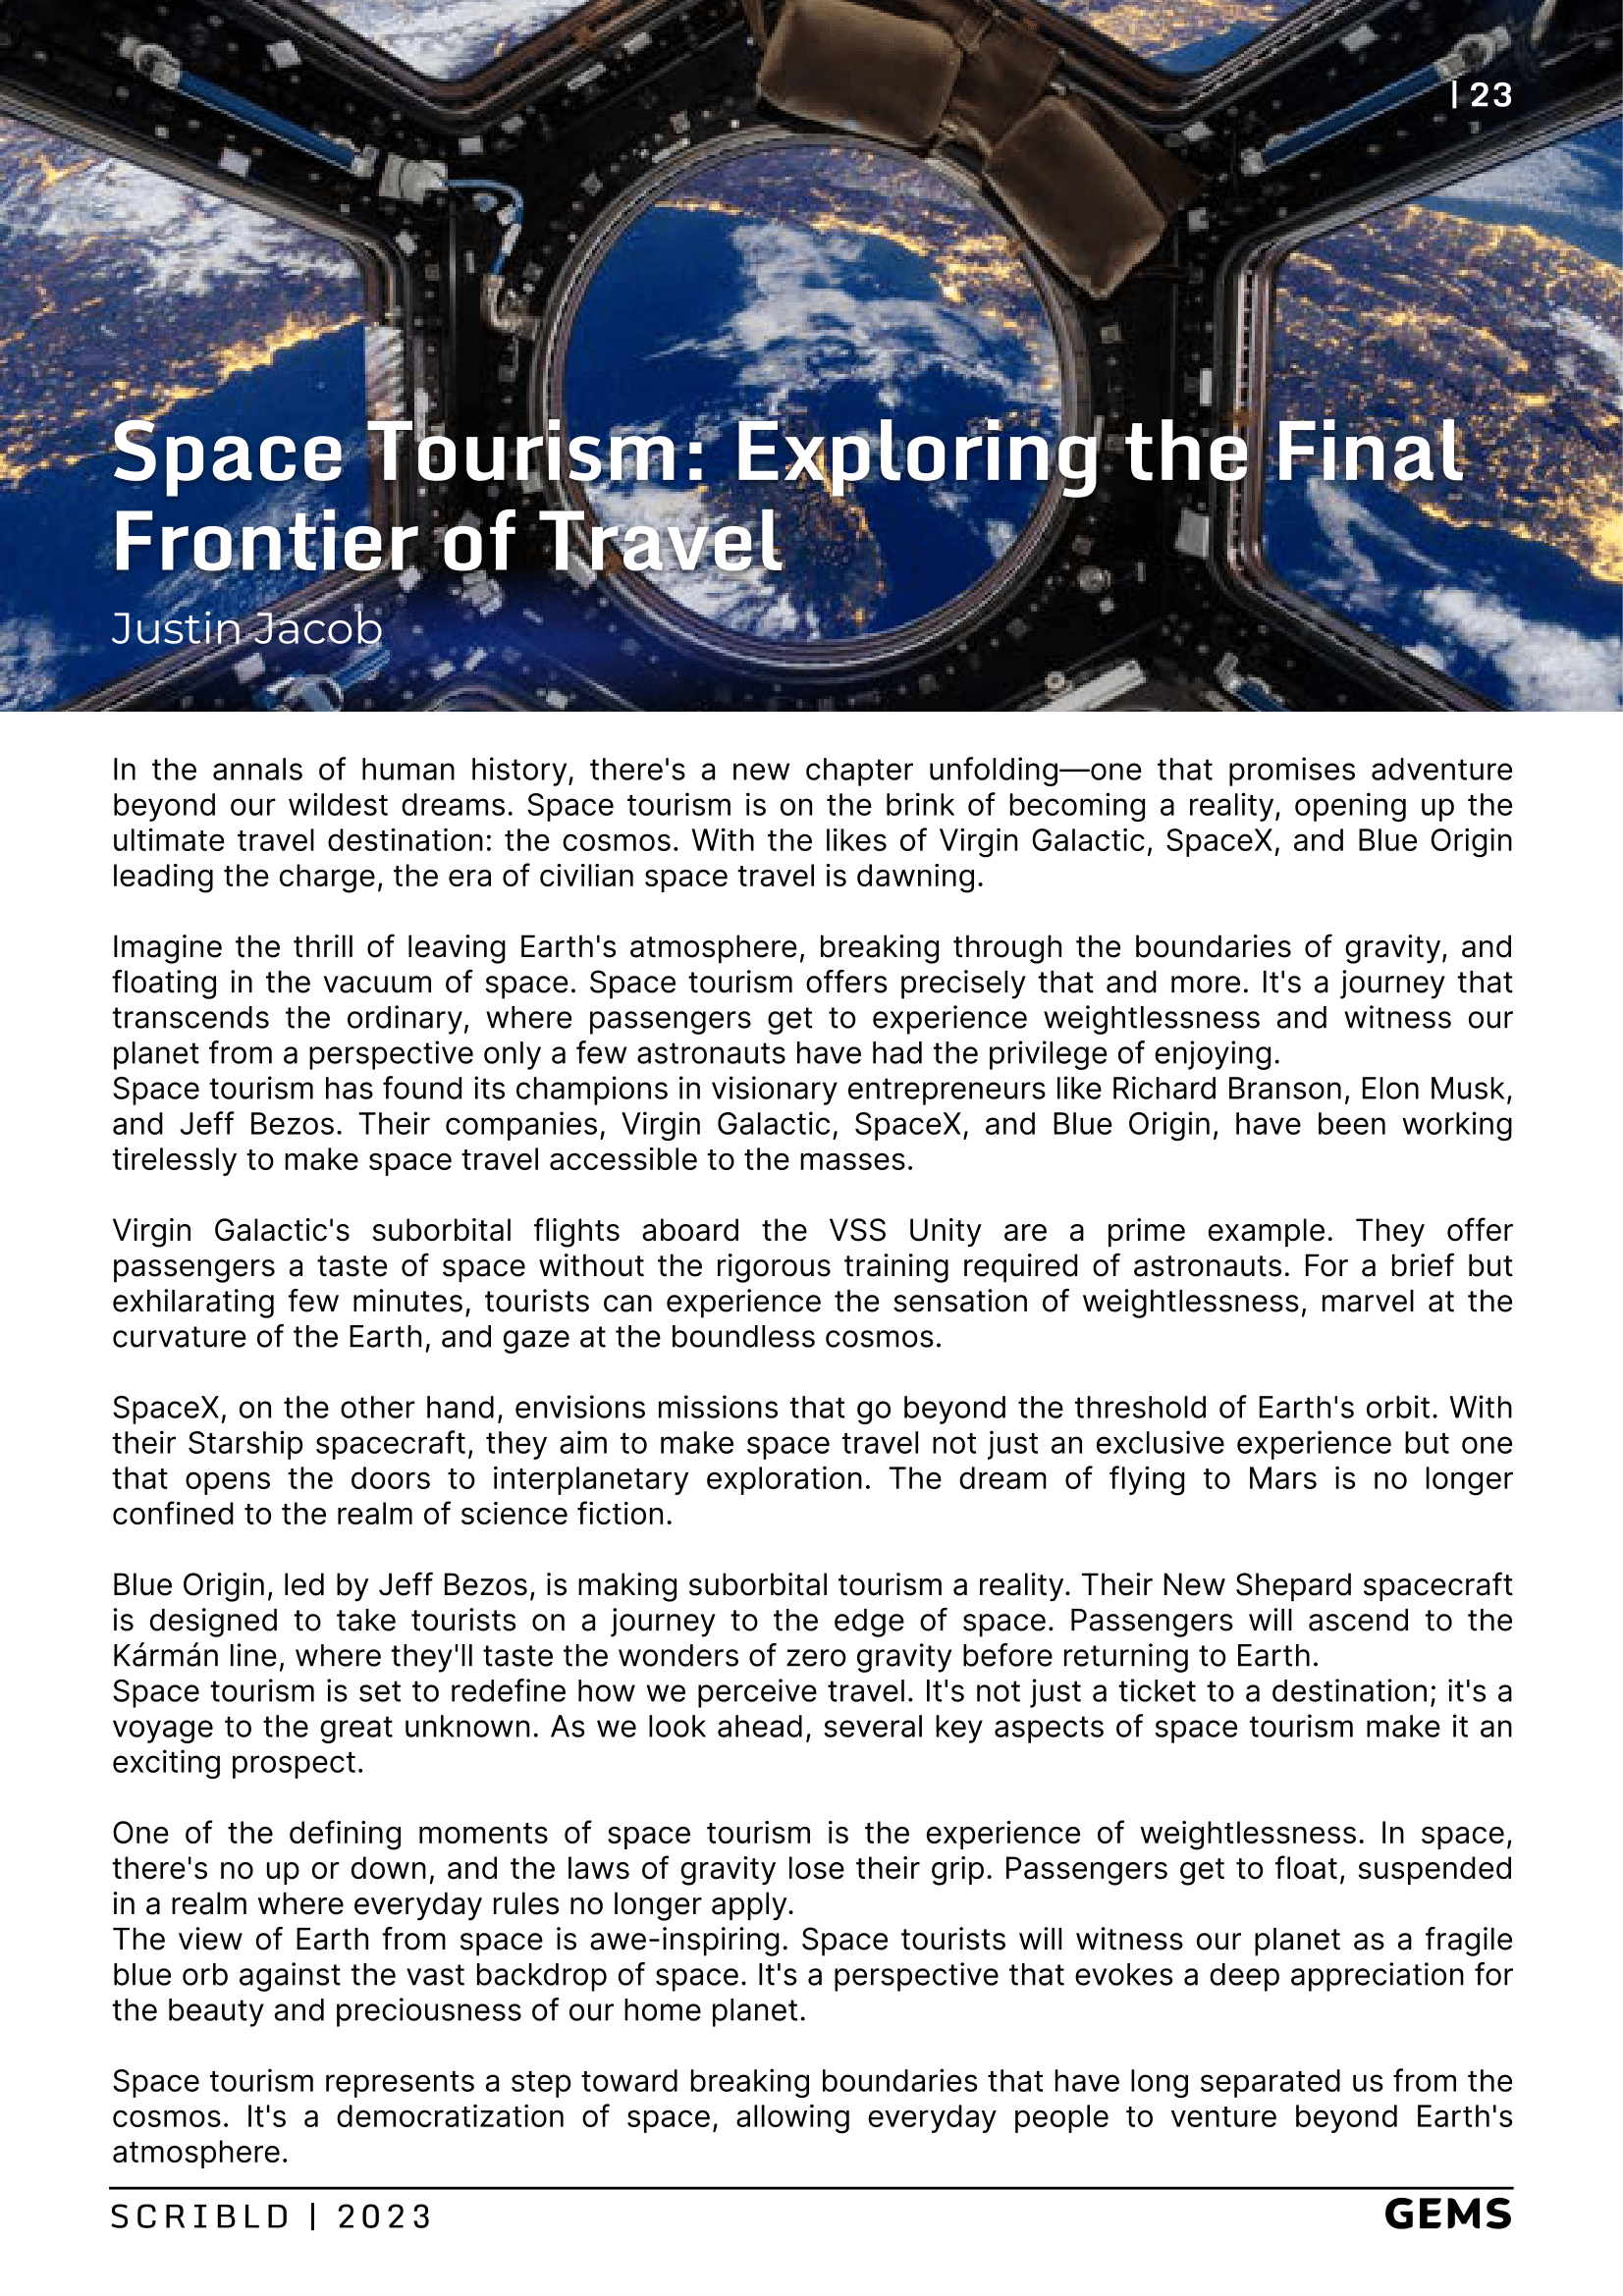 | 23
Space Tourism: Exploring the Final
Frontier of Travel
Justin Jacob
In the annals of human history, there's a new chapter unfolding—one that promises adventure
beyond our wildest dreams. Space tourism is on the brink of becoming a reality, opening up the
ultimate travel destination: the cosmos. With the likes of Virgin Galactic, SpaceX, and Blue Origin
leading the charge, the era of civilian space travel is dawning.
Imagine the thrill of leaving Earth's atmosphere, breaking through the boundaries of gravity, and
floating in the vacuum of space. Space tourism offers precisely that and more. It's a journey that
transcends the ordinary, where passengers get to experience weightlessness and witness our
planet from a perspective only a few astronauts have had the privilege of enjoying.
Space tourism has found its champions in visionary entrepreneurs like Richard Branson, Elon Musk,
and Jeff Bezos. Their companies, Virgin Galactic, SpaceX, and Blue Origin, have been working
tirelessly to make space travel accessible to the masses.
Virgin Galactic's suborbital flights aboard the VSS Unity are a prime example. They offer
passengers a taste of space without the rigorous training required of astronauts. For a brief but
exhilarating few minutes, tourists can experience the sensation of weightlessness, marvel at the
curvature of the Earth, and gaze at the boundless cosmos.
SpaceX, on the other hand, envisions missions that go beyond the threshold of Earth's orbit. With
their Starship spacecraft, they aim to make space travel not just an exclusive experience but one
that opens the doors to interplanetary exploration. The dream of flying to Mars is no longer
confined to the realm of science fiction.
Blue Origin, led by Jeff Bezos, is making suborbital tourism a reality. Their New Shepard spacecraft
is designed to take tourists on a journey to the edge of space. Passengers will ascend to the
Kármán line, where they'll taste the wonders of zero gravity before returning to Earth.
Space tourism is set to redefine how we perceive travel. It's not just a ticket to a destination; it's a
voyage to the great unknown. As we look ahead, several key aspects of space tourism make it an
exciting prospect.
One of the defining moments of space tourism is the experience of weightlessness. In space,
there's no up or down, and the laws of gravity lose their grip. Passengers get to float, suspended
in a realm where everyday rules no longer apply.
The view of Earth from space is awe-inspiring. Space tourists will witness our planet as a fragile
blue orb against the vast backdrop of space. It's a perspective that evokes a deep appreciation for
the beauty and preciousness of our home planet.
Space tourism represents a step toward breaking boundaries that have long separated us from the
cosmos. It's a democratization of space, allowing everyday people to venture beyond Earth's
atmosphere.
SCRIBLD | 2023
GEMS